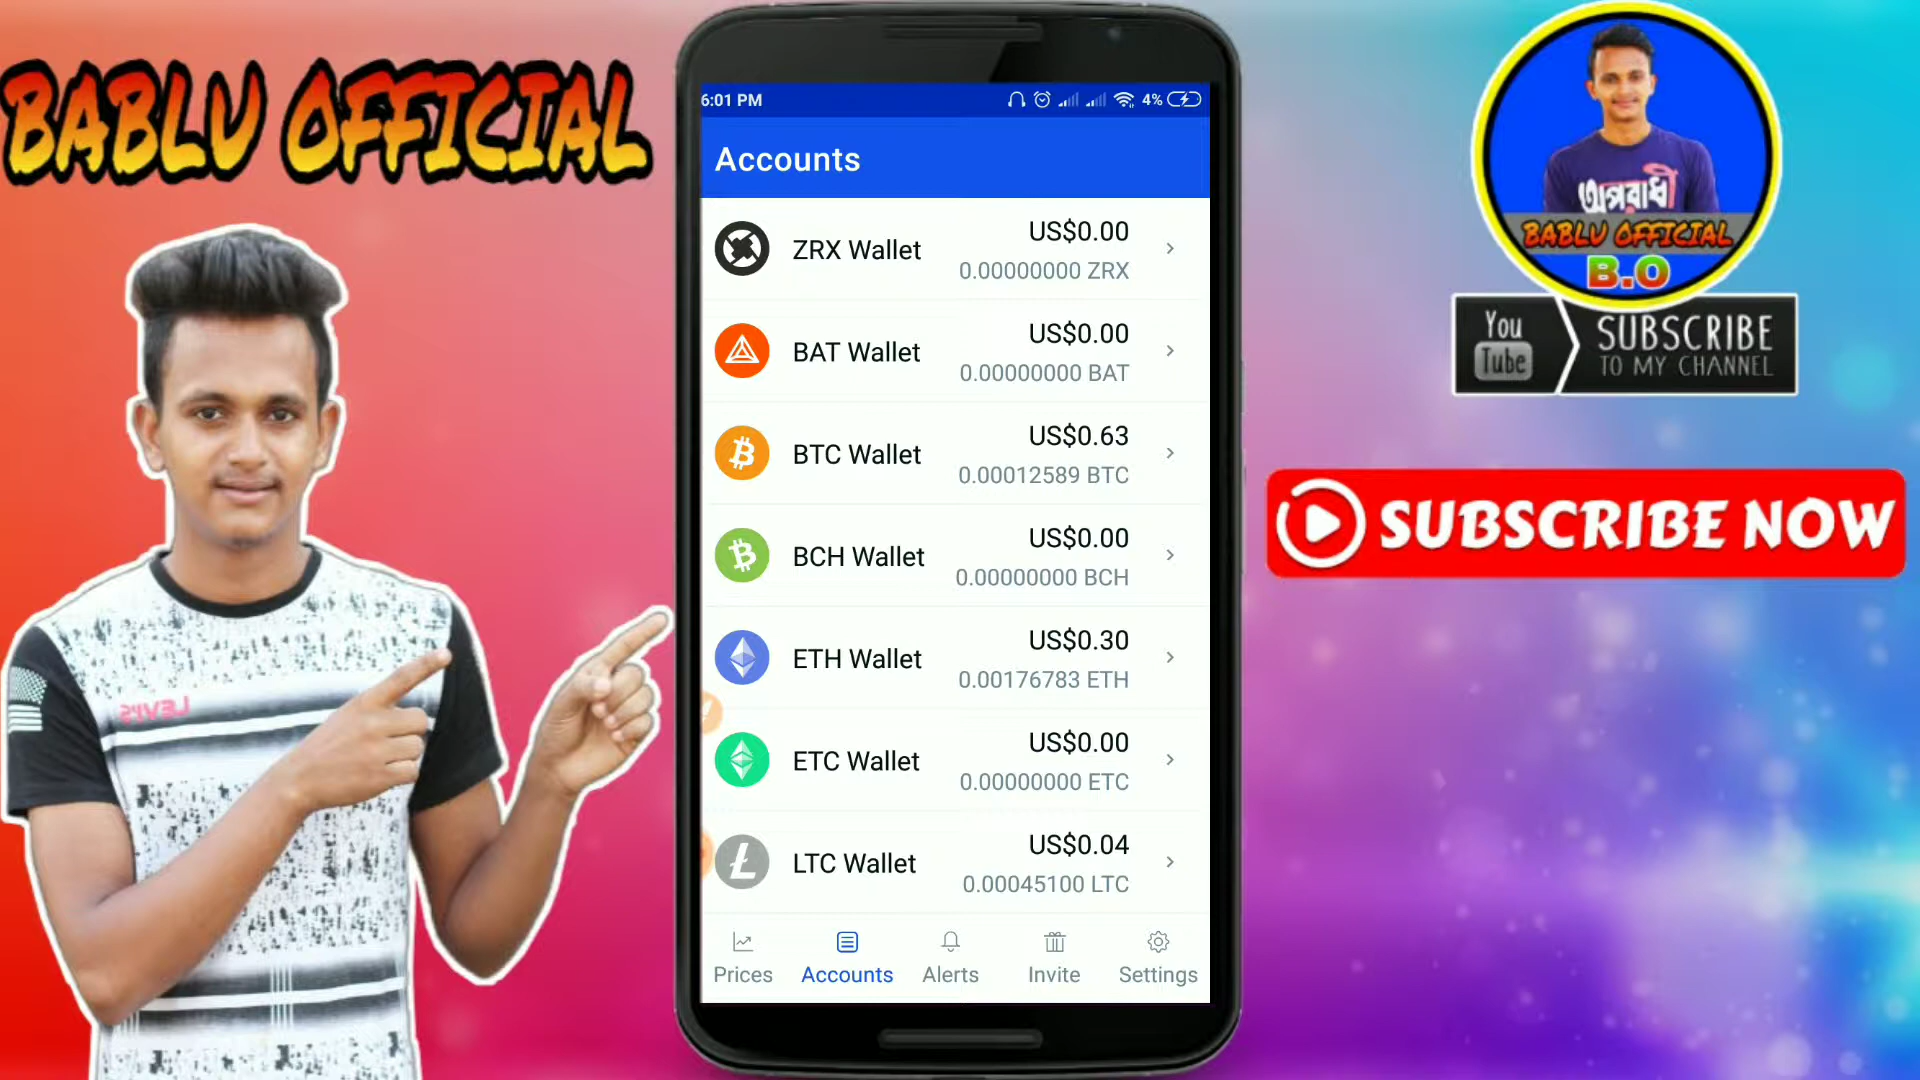 BABLU OFFICIAL
6:01 PM
4%
Accounts
ZRX Wallet
US$0.00
0.00000000 ZRX
BAT Wallet
US$0.00
0.00000000 BAT
BTC Wallet
US$0.63
0.00012589 BTC
BCH Wallet
US$0.00
0.00000000 BCH
ETH Wallet
US$0.30
0.00176783 ETH
ETC Wallet
US$0.00
0.00000000 ETC
LTC Wallet
US$0.04
0.00045100 LTC
Prices
Accounts
Alerts
Invite
Settings
অপরাধী
BABLU OFFICIAL
B.O
You Tube
SUBSCRIBE
TO MY CHANNEL
SUBSCRIBE NOW